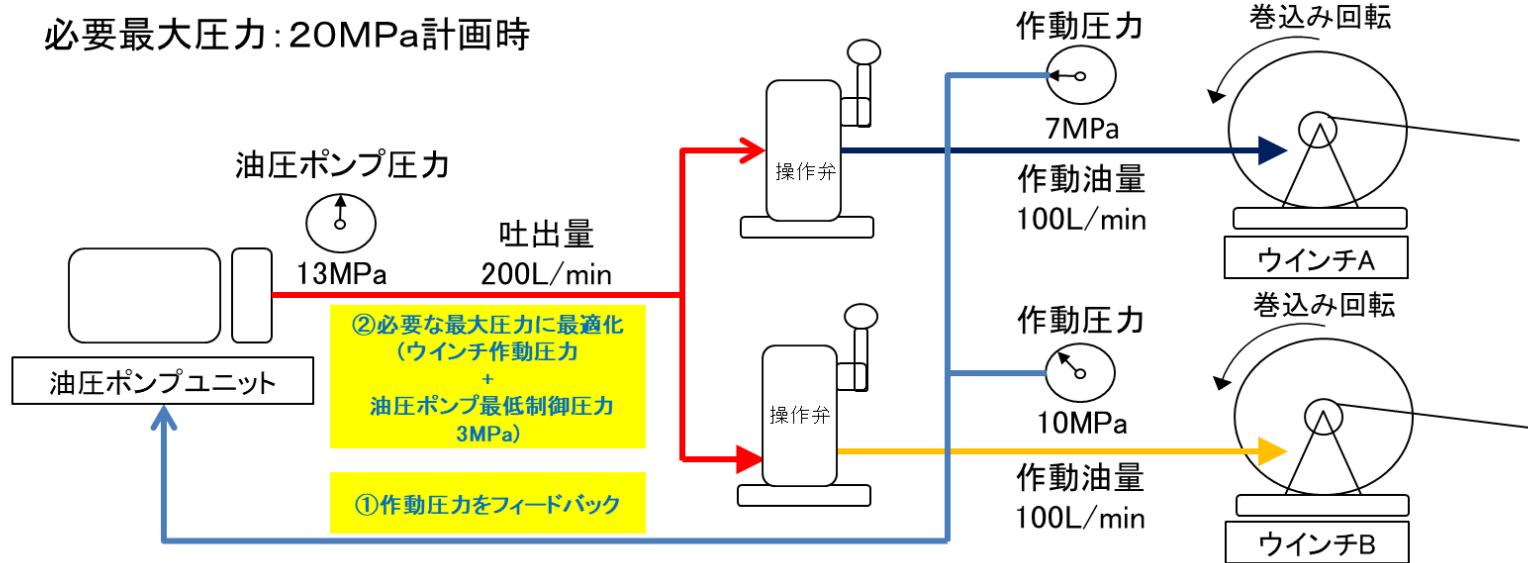 必要最大圧力:20MPa計画時
油圧ポンプ圧力
13MPa
吐出量
200L/min
油圧ポンプユニット
②必要な最大圧力に最適化
(ウインチ作動圧力
+
油圧ポンプ最低制御圧力
3MPa)
①作動圧力をフィードバック
操作弁
作動圧力
7MPa
作動油量
100L/min
巻込み回転
ウインチA
操作弁
作動圧力
10MPa
作動油量
100L/min
巻込み回転
ウインチB